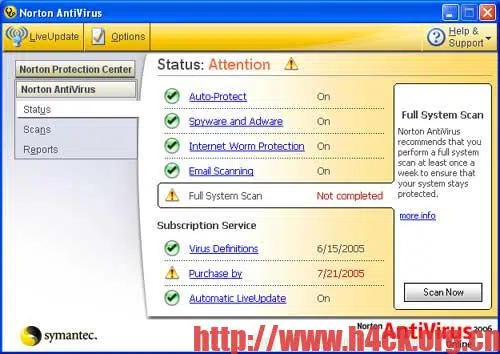 Norton AntiVirus
LiveUpdate
Options
Help & Support
Norton Protection Center
Norton AntiVirus
Status
Scans
Reports
Status: Attention
Auto-Protect On
Spyware and Adware On
Internet Worm Protection On
Email Scanning On
Full System Scan Not completed
Subscription Service
Virus Definitions 6/15/2005
Purchase by 7/21/2005
Automatic LiveUpdate On
Full System Scan
Norton AntiVirus
recommends that you
perform a full system
scan at least once a
week to ensure that
your system stays
protected.
more info
Scan Now
symantec.
Norton AntiVirus 2006
Online
http://www.h4ck.org.cn